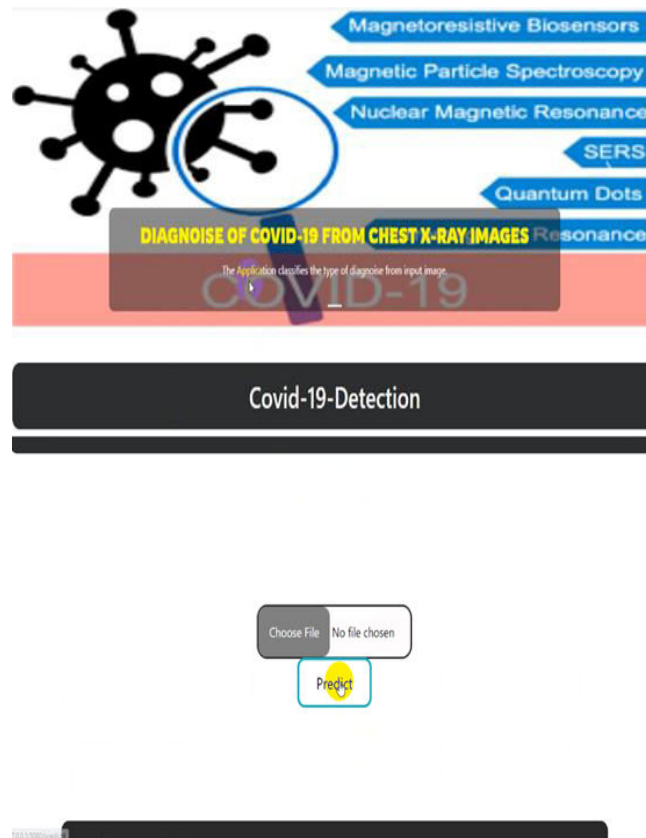 Magnetoresistive Biosensors
Magnetic Particle Spectroscopy
Nuclear Magnetic Resonance
SERS
Quantum Dots
Resonance
DIAGNOISE OF COVID-19 FROM CHEST X-RAY IMAGES
The Application classifies the type of diagnoise from input image.
COVID-19
Covid-19-Detection
Choose File No file chosen
Predict